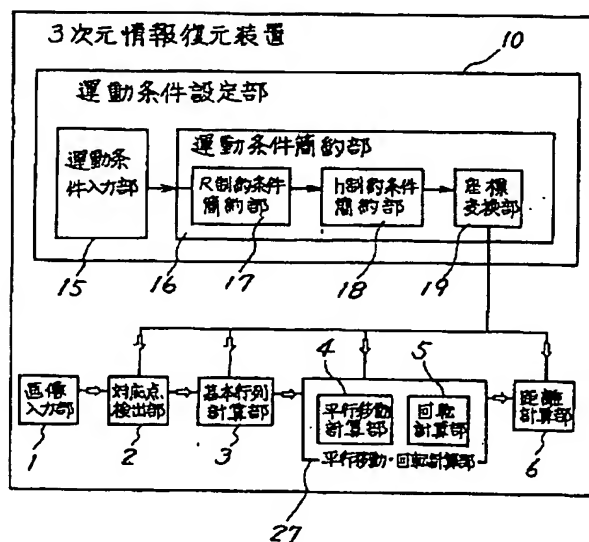 3次元情報復元装置
10
運動条件設定部
運動条件簡約部
運動条
件入力部
R制約条件
簡約部
h制約条件
簡約部
座標
変換部
15
16
17
18
19
画像
入力部
対応点
検出部
基本行列
計算部
4
平行移動
計算部
5
回転
計算部
平行移動・回転計算部
距離
計算部
1
2
3
27
6